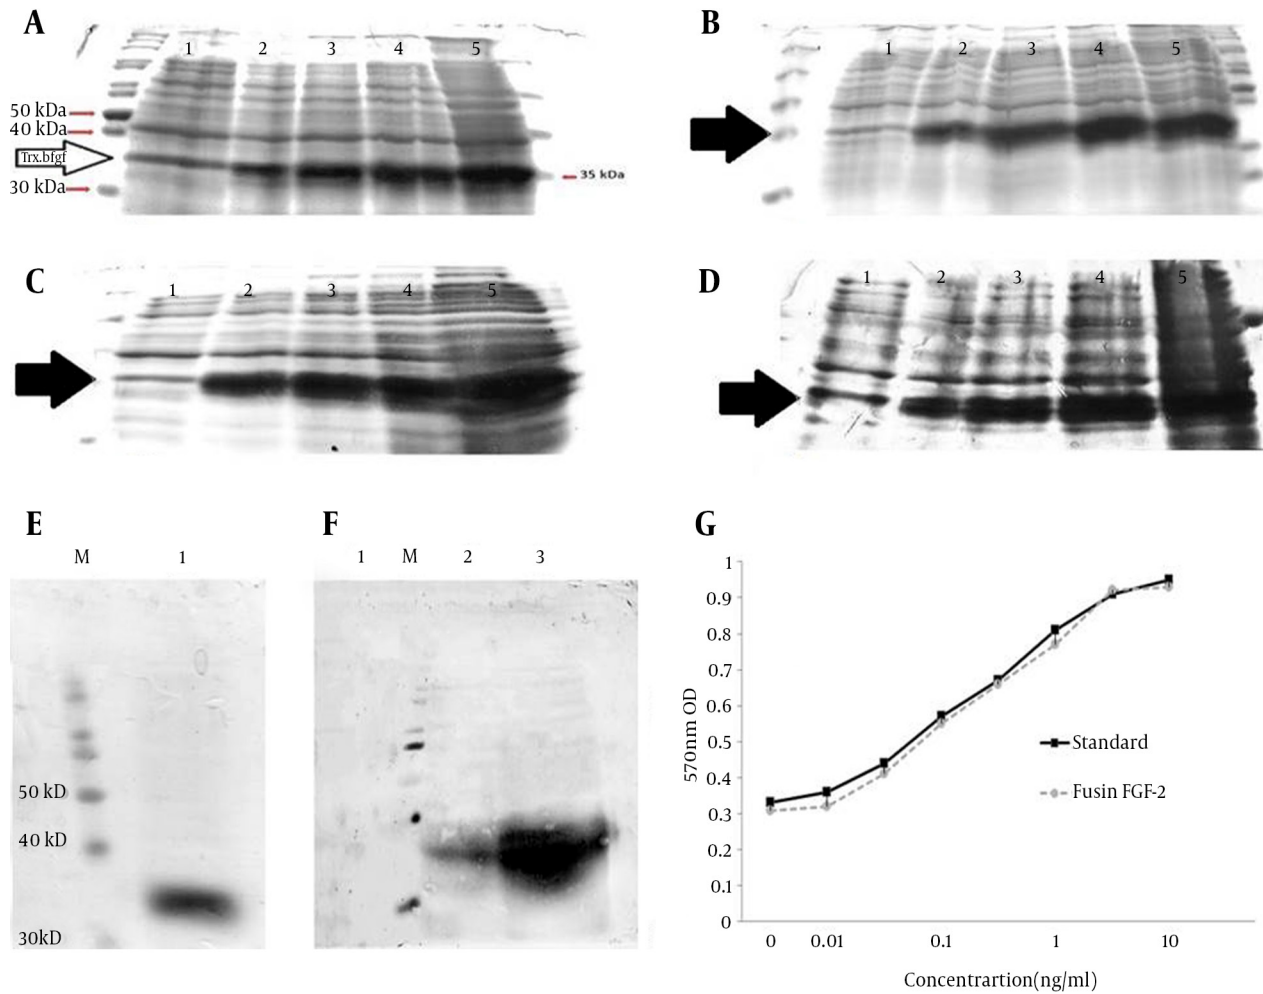 A
1 2 3 4 5
50 kDa
40 kDa
Trx.bfgf
30 kDa
35 kDa
B
1 2 3 4 5
C
1 2 3 4 5
D
1 2 3 4 5
E
M 1
50 kD
40 kD
30kD
F
1 M 2 3
G
1
0.9
0.8
0.7
0.6
0.5
0.4
0.3
0.2
0.1
0
570nm OD
Standard
Fusin FGF-2
0 0.01 0.1 1 10
Concentrartion(ng/ml)